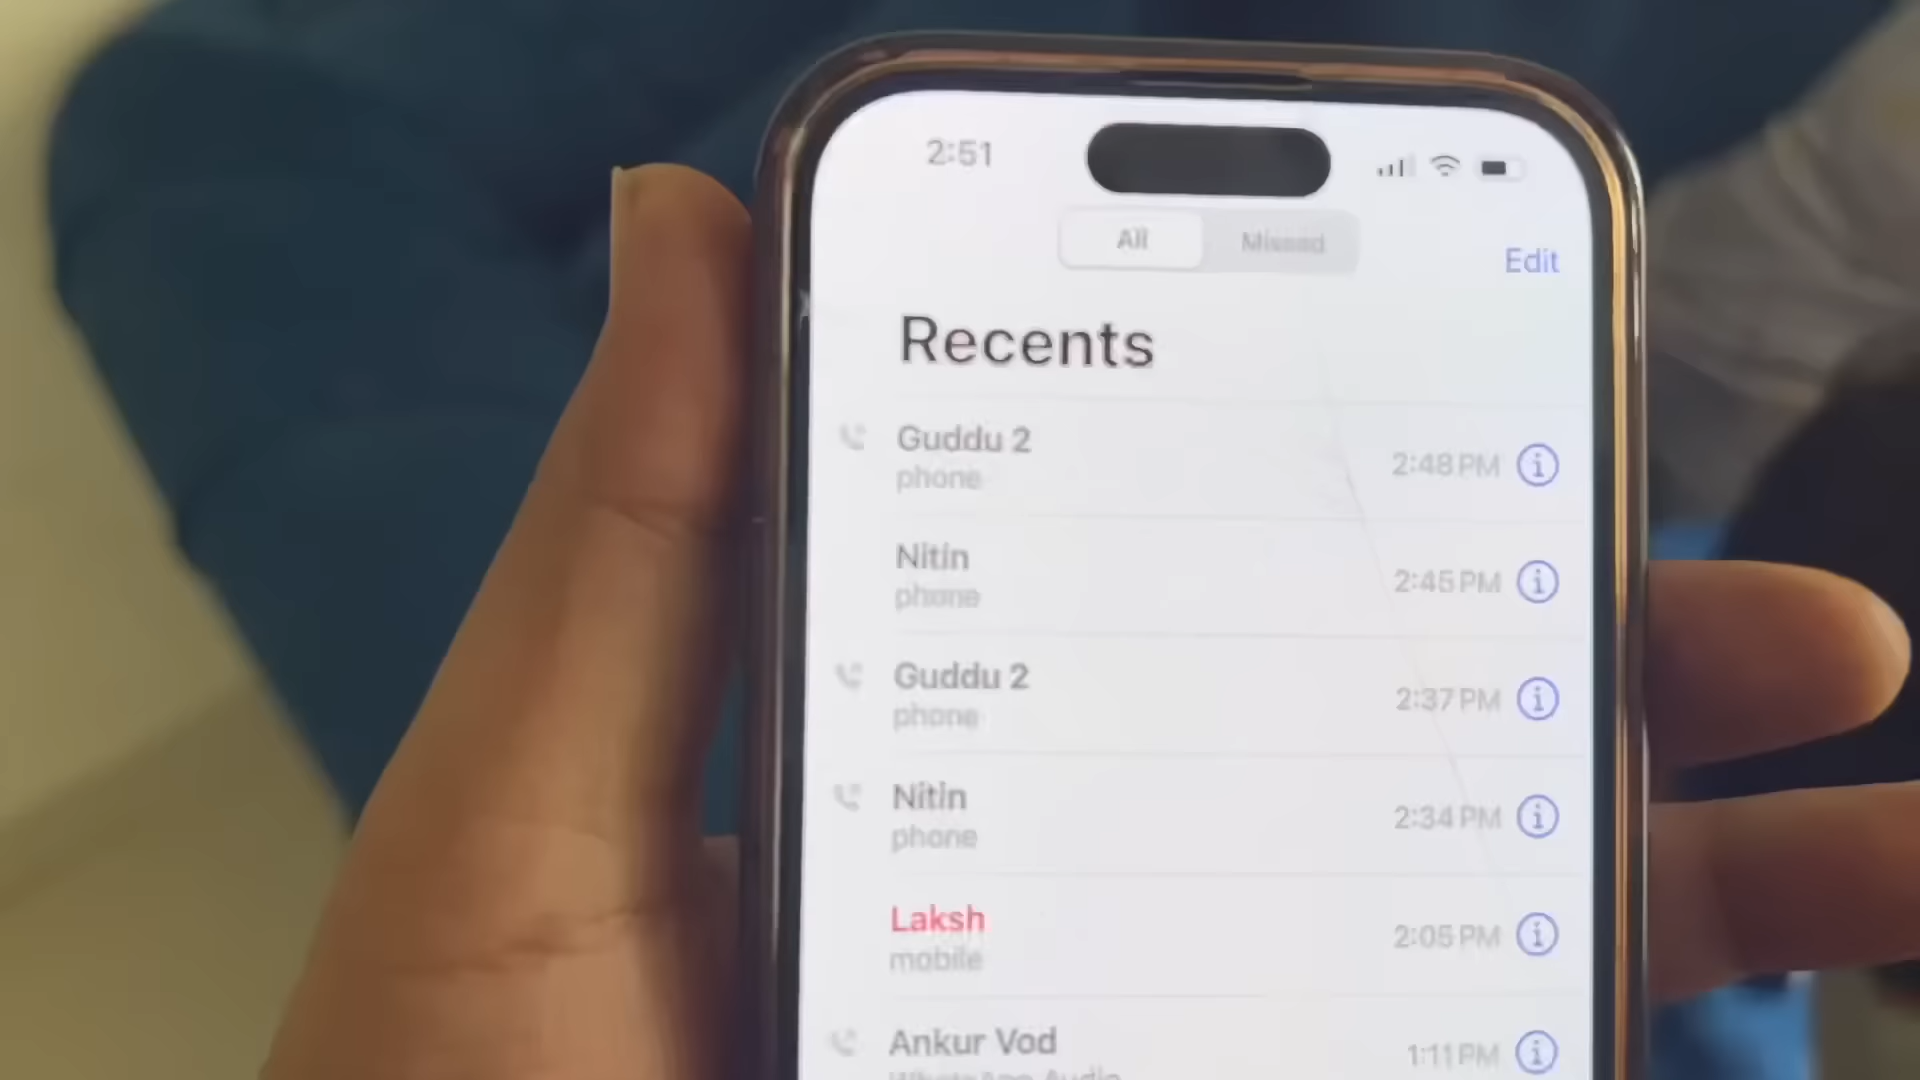 2:51
All Missed
Edit
Recents
Guddu 2
phone
2:48 PM
Nitin
phone
2:45 PM
Guddu 2
phone
2:37 PM
Nitin
phone
2:34 PM
Laksh
mobile
2:05 PM
Ankur Vod
WhatsApp Audio
1:11 PM